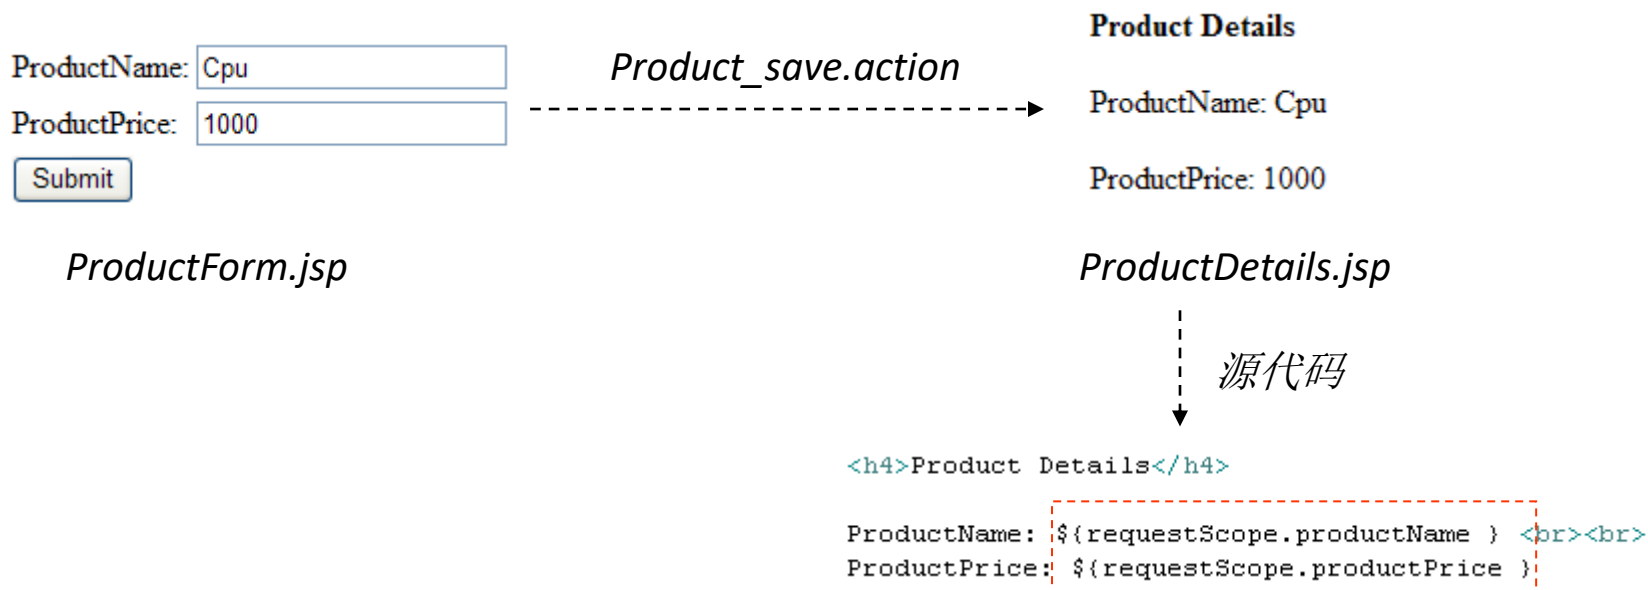 ProductName: Cpu
ProductPrice: 1000
Submit
ProductForm.jsp
Product_save.action
Product Details
ProductName: Cpu
ProductPrice: 1000
ProductDetails.jsp
源代码
<h4>Product Details</h4>
ProductName: ${requestScope.productName } <br><br>
ProductPrice: ${requestScope.productPrice }